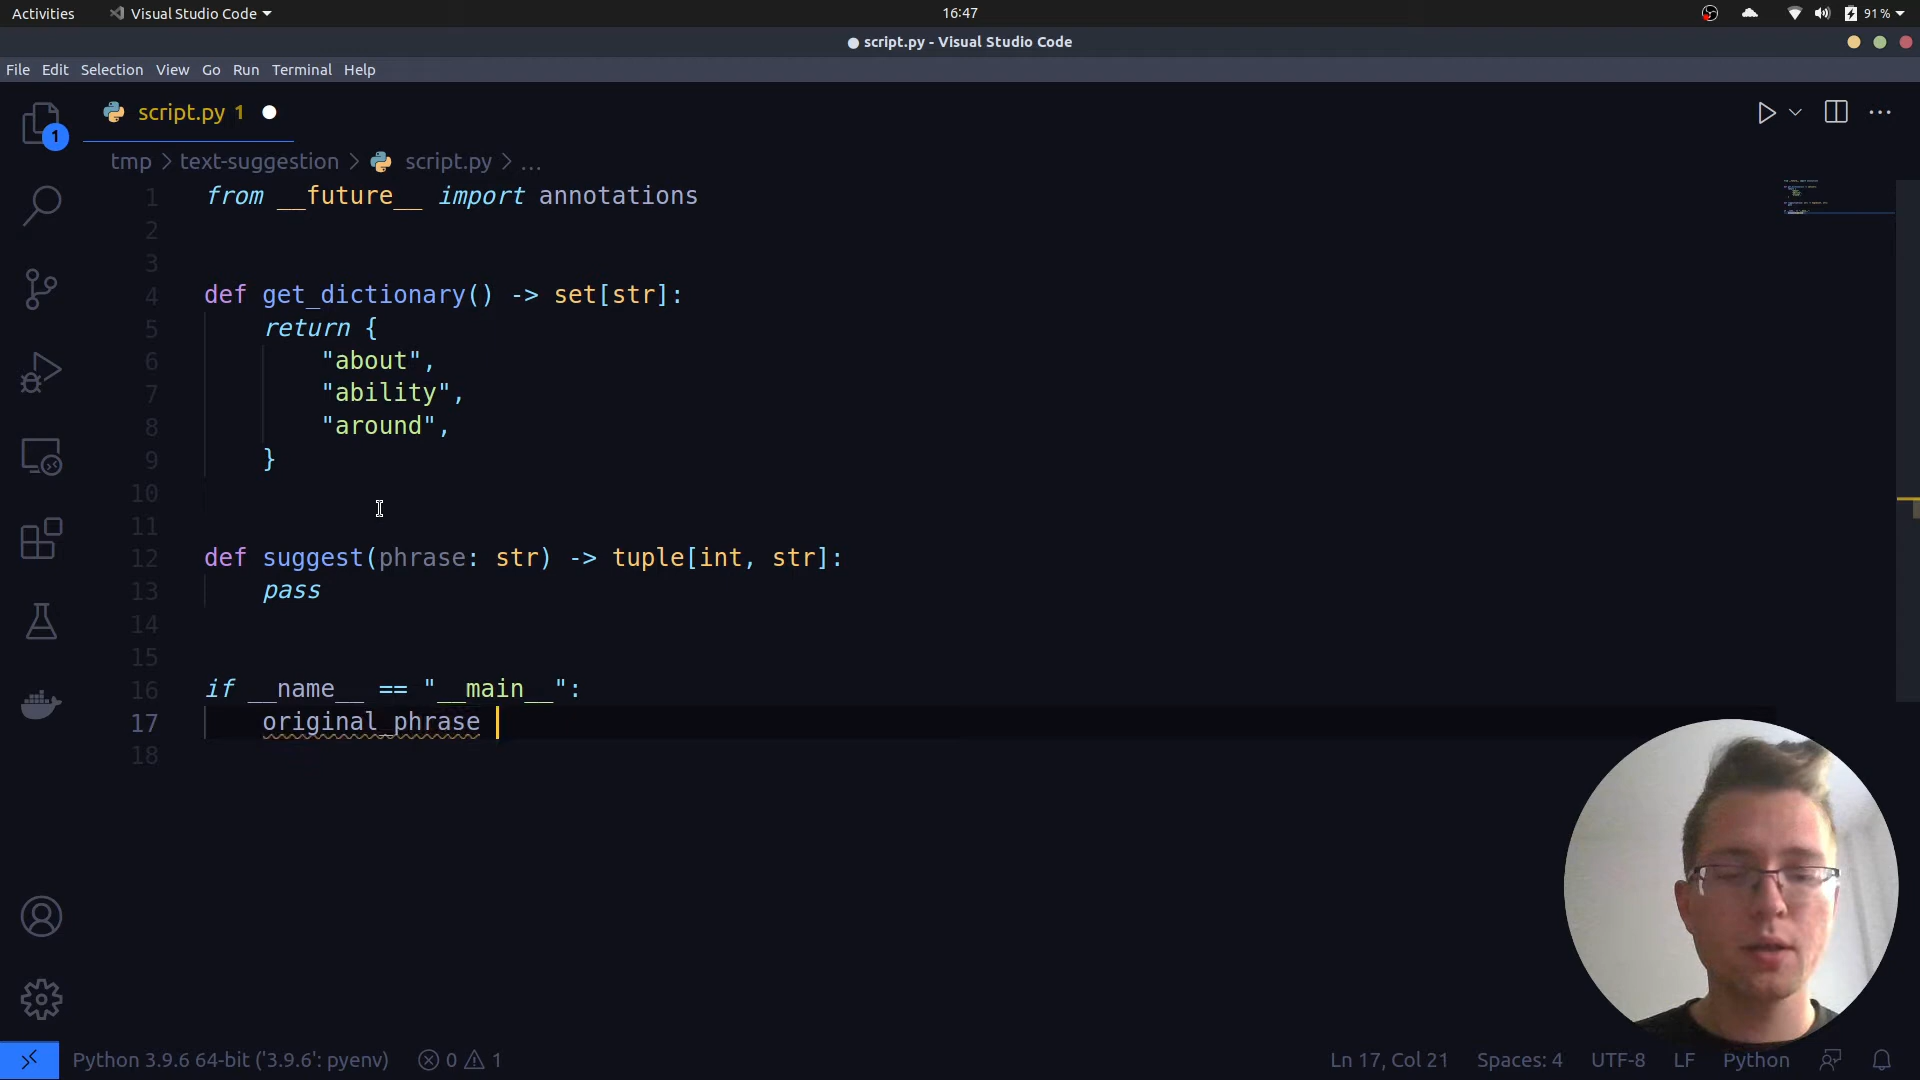 Activities Visual Studio Code 16:47 91 %
● script.py - Visual Studio Code
File Edit Selection View Go Run Terminal Help
script.py 1
1
tmp > text-suggestion > script.py > ...
1 from __future__ import annotations
2
3
4 def get_dictionary() -> set[str]:
5 return {
6 "about",
7 "ability",
8 "around",
9 }
10
11
12 def suggest(phrase: str) -> tuple[int, str]:
13 pass
14
15
16 if __name__ == "__main__":
17 original_phrase
18
Python 3.9.6 64-bit ('3.9.6': pyenv) 0 1 Ln 17, Col 21 Spaces: 4 UTF-8 LF Python